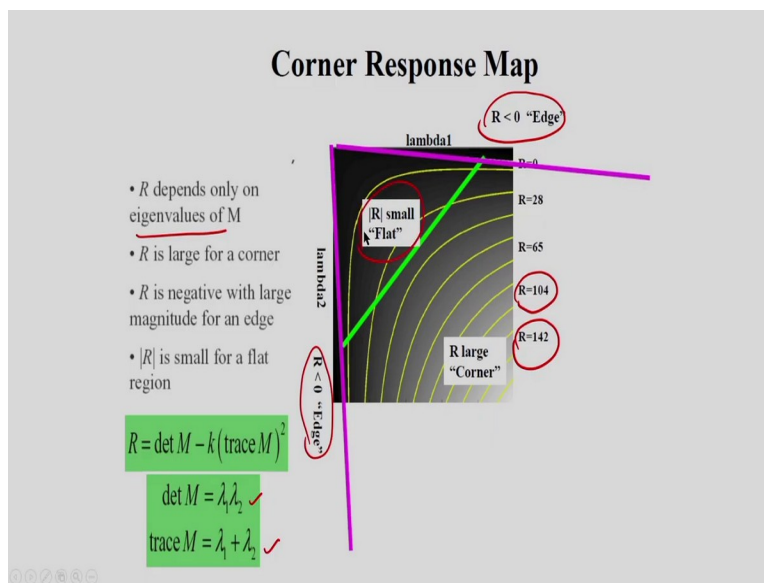 Corner Response Map
R < 0 "Edge"
lambda1
R=0
• R depends only on
eigenvalues of M
• R is large for a corner
• R is negative with large
magnitude for an edge
• |R| is small for a flat
region
|R| small
"Flat"
lambda2
R=28
R=65
R=104
R=142
R large
"Corner"
R < 0 "Edge"
R = det M − k(trace M)²
det M = λ₁λ₂
trace M = λ₁ + λ₂